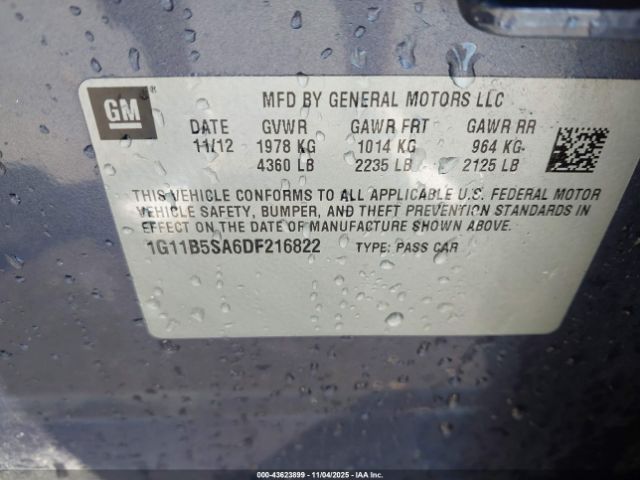 GM®
MFD BY GENERAL MOTORS LLC
DATE GVWR GAWR FRT GAWR RR
11/12 1978 KG 1014 KG 964 KG
4360 LB 2235 LB 2125 LB
THIS VEHICLE CONFORMS TO ALL APPLICABLE U.S. FEDERAL MOTOR
VEHICLE SAFETY, BUMPER, AND THEFT PREVENTION STANDARDS IN
EFFECT ON THE DATE OF MANUFACTURE SHOWN ABOVE.
1G11B5SA6DF216822 TYPE: PASS CAR
000-43623899 - 11/04/2025 - IAAI.COM